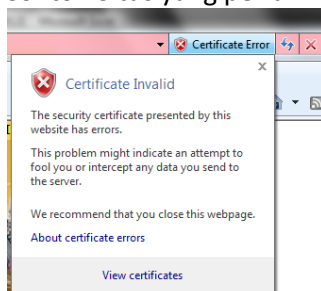 Certificate Error
Certificate Invalid
The security certificate presented by this
website has errors.
This problem might indicate an attempt to
fool you or intercept any data you send to
the server.
We recommend that you close this webpage.
About certificate errors
View certificates